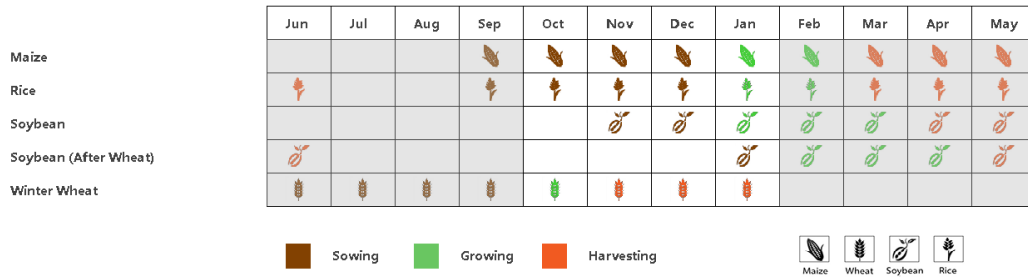 Jun Jul Aug Sep Oct Nov Dec Jan Feb Mar Apr May
Maize
Rice
Soybean
Soybean (After Wheat)
Winter Wheat
Sowing Growing Harvesting
Maize Wheat Soybean Rice